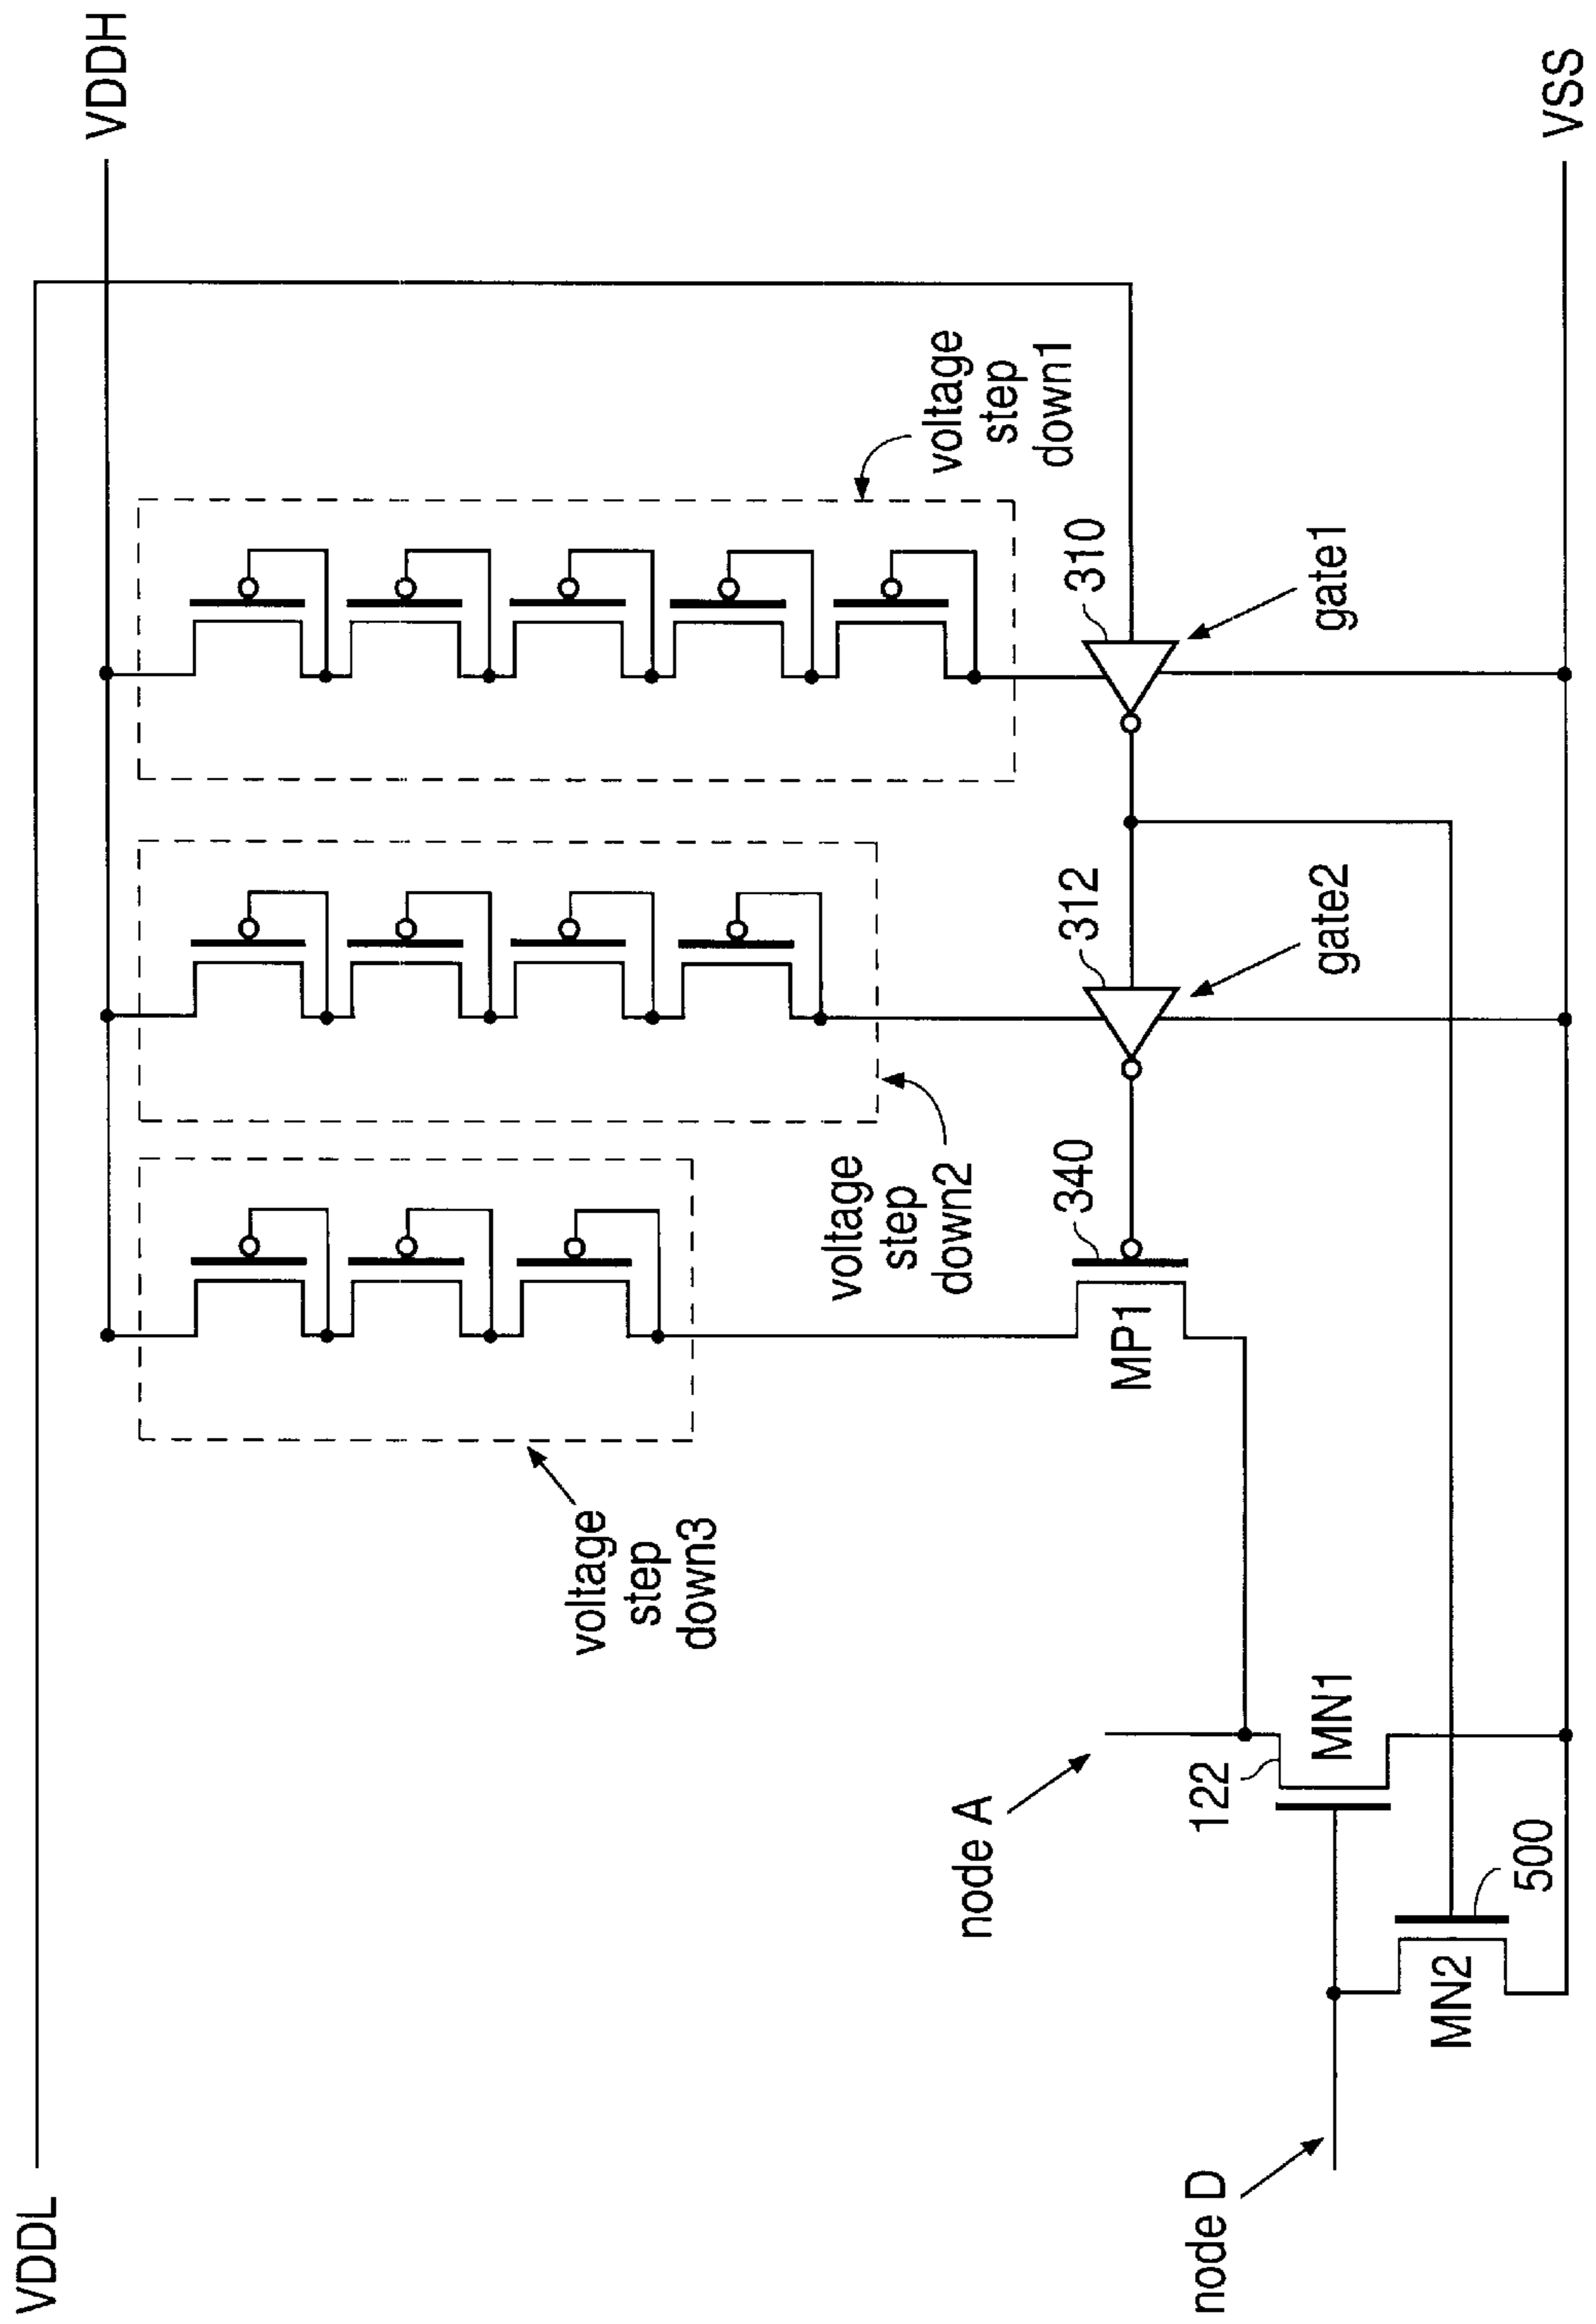 VDDL
VDDH
voltage
step
down3
voltage
step
down2
voltage
step
down1
node A
node D
122
MN1
MN2
500
340
MP1
312
gate2
310
gate1
VSS